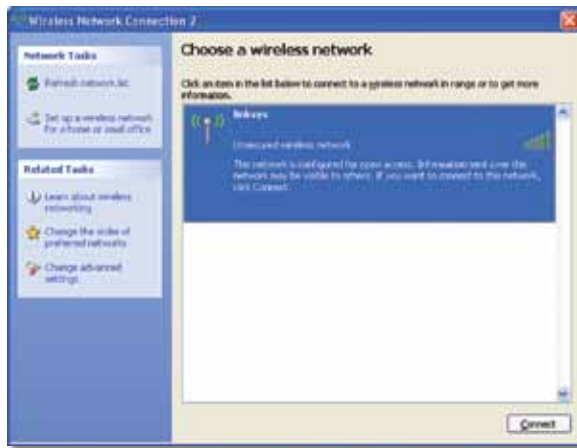 Wireless Network Connection 2
Network Tasks
Refresh network list
Set up a wireless network
for a home or small office
Related Tasks
Learn about wireless
networking
Change the order of
preferred networks
Change advanced
settings
Choose a wireless network
Click an item in the list below to connect to a wireless network in range or to get more
information.
linksys
Unsecured wireless network
This network is configured for open access. Information sent over this
network may be visible to others. If you want to connect to this network,
click Connect.
Connect